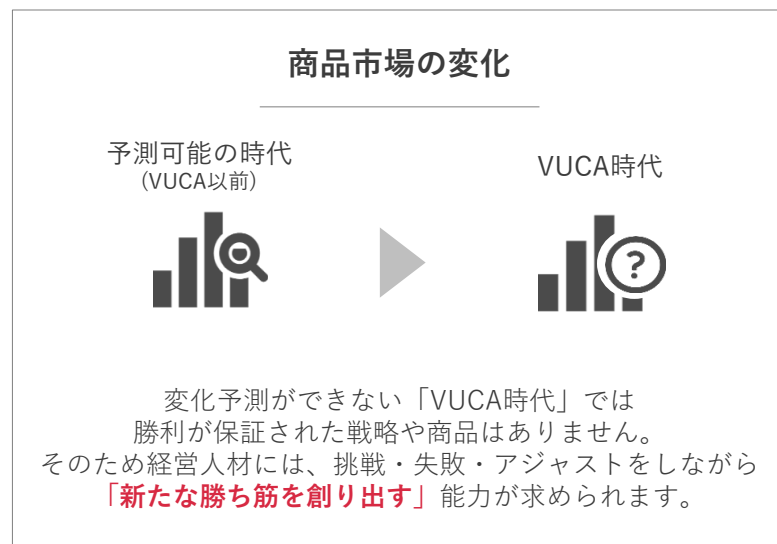 商品市場の変化
予測可能の時代
(VUCA以前)
VUCA時代
?
変化予測ができない「VUCA時代」では
勝利が保証された戦略や商品はありません。
そのため経営人材には、挑戦・失敗・アジャストをしながら
「新たな勝ち筋を創り出す」能力が求められます。